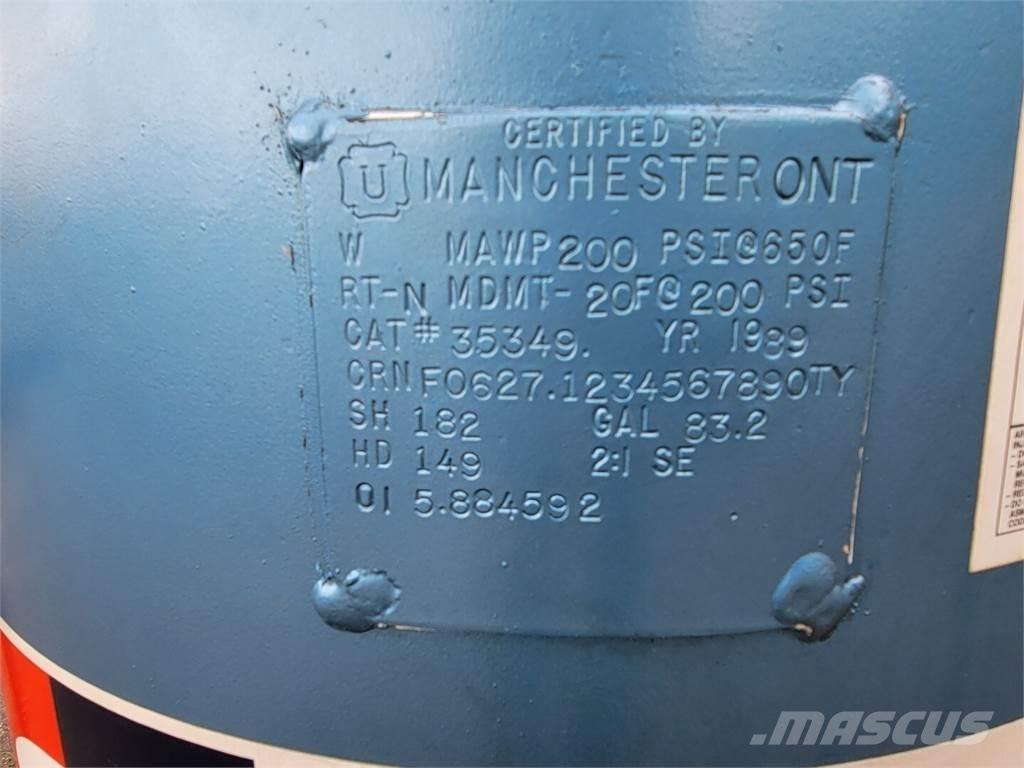 CERTIFIED BY
U MANCHESTER ONT
W MAWP 200 PSI@650F
RT-N MDMT-20F@200 PSI
CAT# 35349. YR 1989
CRN F0627.1234567890TY
SH 182 GAL 83.2
HD 149 2:1 SE
OI 5.884592
MASCUS